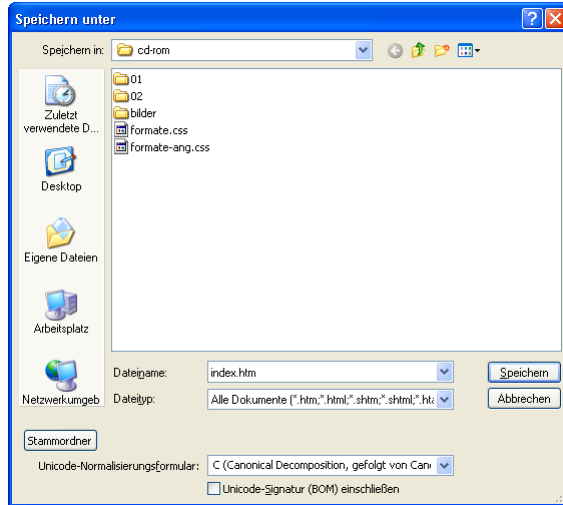 Speichern unter
Speichern in: cd-rom
01
02
bilder
formate.css
formate-ang.css
Zuletzt
verwendete D...
Desktop
Eigene Dateien
Arbeitsplatz
Netzwerkumgeb
Dateiname: index.htm Speichern
Dateityp: Alle Dokumente (*.htm;*.html;*.shtm;*.shtml;*.hta Abbrechen
Stammordner
Unicode-Normalisierungsformular: C (Canonical Decomposition, gefolgt von Can
Unicode-Signatur (BOM) einschließen